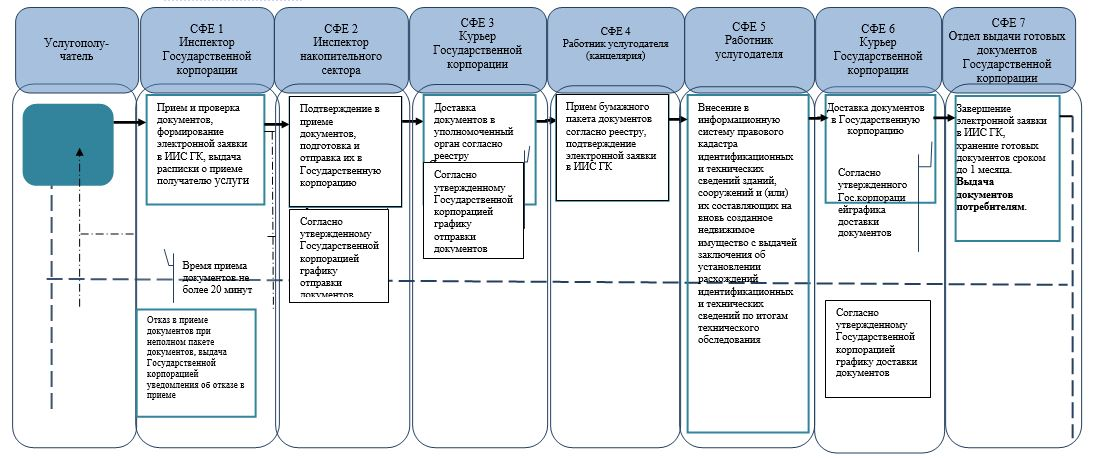 Услугополу-
чатель
СФЕ 1
Инспектор
Государственной
корпорации
СФЕ 2
Инспектор
накопительного
сектора
СФЕ 3
Курьер
Государственной
корпорации
СФЕ 4
Работник услугодателя
(канцелярия)
СФЕ 5
Работник
услугодателя
СФЕ 6
Курьер
Государственной
корпорации
СФЕ 7
Отдел выдачи готовых
документов
Государственной
корпорации
Прием и проверка
документов,
формирование
электронной заявки
в ИИС ГК, выдача
расписки о приеме
получателю услуги
Время приема
документов не
более 20 минут
Отказ в приеме
документов при
неполном пакете
документов, выдача
Государственной
корпорацией
уведомления об отказе в
приеме
Подтверждение в
приеме
документов,
подготовка и
отправка их в
Государственную
корпорацию
Согласно
утвержденному
Государственной
корпорацией
графику
отправки
документов
Доставка
документов в
уполномоченный
орган согласно
реестру
Согласно
утвержденному
Государственной
корпорацией
графику
отправки
документов
Прием бумажного
пакета документов
согласно реестру,
подтверждение
электронной заявки
в ИИС ГК
Внесение в
информационную
систему правового
кадастра
идентификационных
и технических
сведений зданий,
сооружений и (или)
их составляющих на
вновь созданное
недвижимое
имущество с выдачей
заключения об
установлении
расхождений
идентификационных
и технических
сведений по итогам
технического
обследования
Доставка документов
в Государственную
корпорацию
Согласно
утвержденного
Гос.корпораци
ейграфика
доставки
документов
Согласно
утвержденному
Государственной
корпорацией
графику доставки
документов
Завершение
электронной заявки
в ИИС ГК,
хранение готовых
документов сроком
до 1 месяца.
Выдача
документов
потребителям.